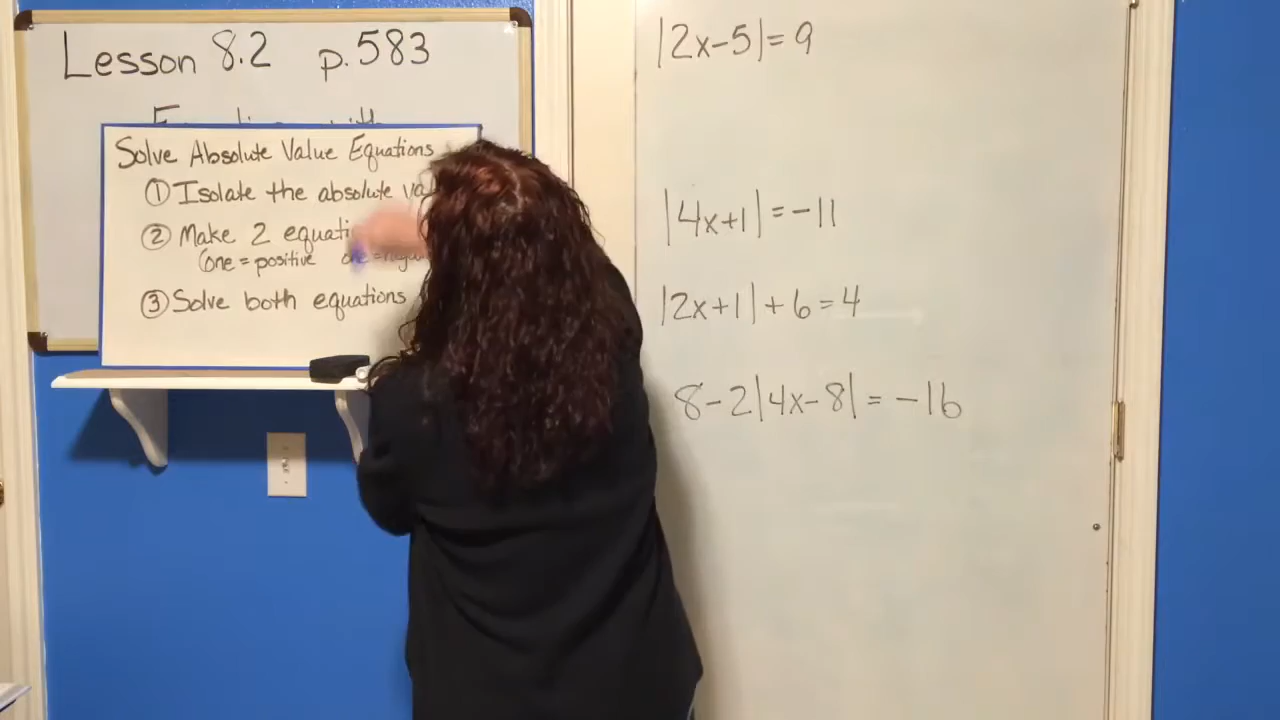 Lesson 8.2 p.583
Solve Absolute Value Equations
① Isolate the absolute
② Make 2
(one = positive
③ Solve both equations
|2x-5|= 9
|4x+1| = -11
|2x+1| + 6 = 4
8-2|4x-8| = -16